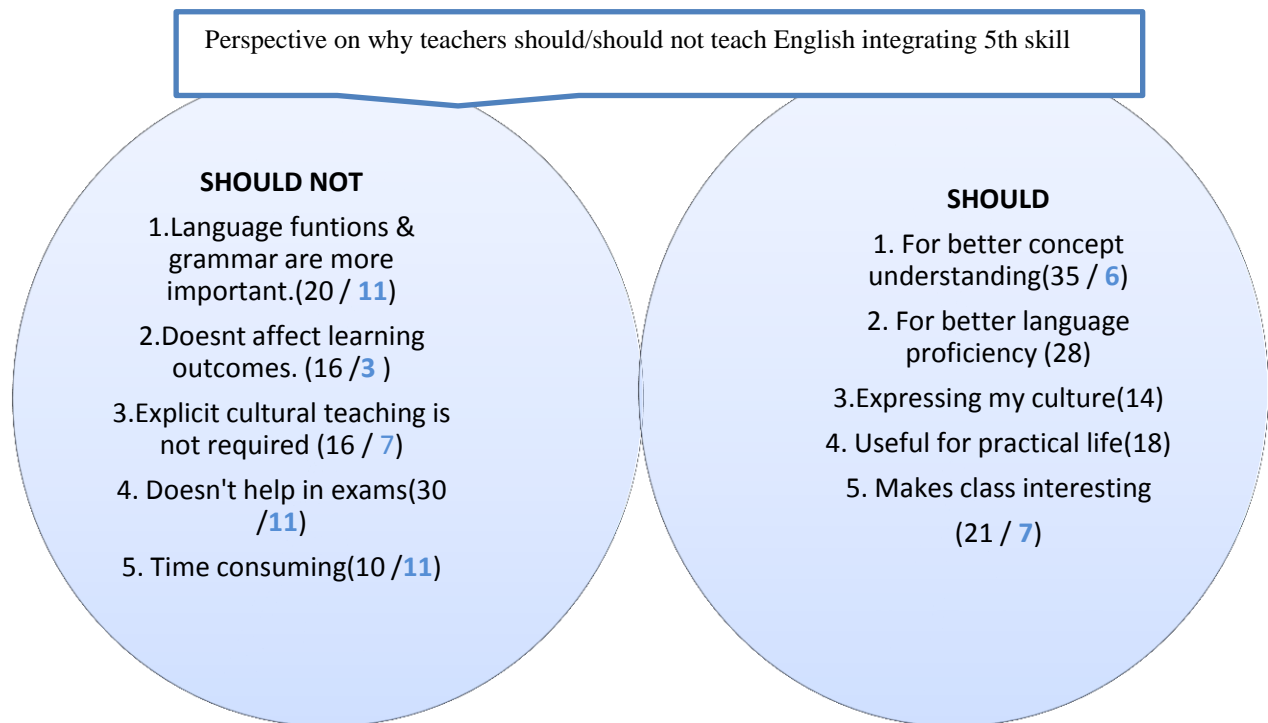 Perspective on why teachers should/should not teach English integrating 5th skill
SHOULD NOT
1.Language funtions &
grammar are more
important.(20 / 11)
2.Doesnt affect learning
outcomes. (16 /3 )
3.Explicit cultural teaching is
not required (16 / 7)
4. Doesn't help in exams(30
/11)
5. Time consuming(10 /11)
SHOULD
1. For better concept
understanding(35 / 6)
2. For better language
proficiency (28)
3.Expressing my culture(14)
4. Useful for practical life(18)
5. Makes class interesting
(21 / 7)